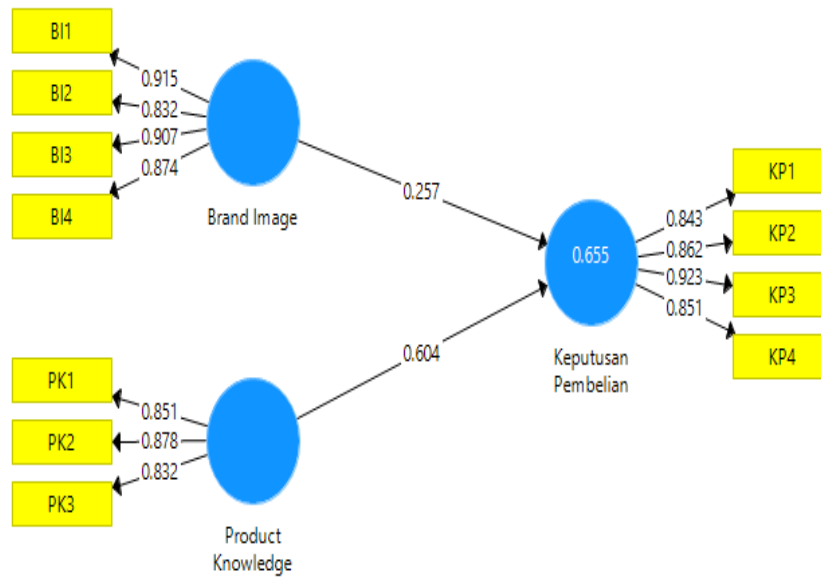 BI1
BI2
BI3
BI4
0.915
0.832
0.907
0.874
Brand Image
0.257
PK1
PK2
PK3
0.851
0.878
0.832
Product
Knowledge
0.604
0.655
Keputusan
Pembelian
0.843
0.862
0.923
0.851
KP1
KP2
KP3
KP4